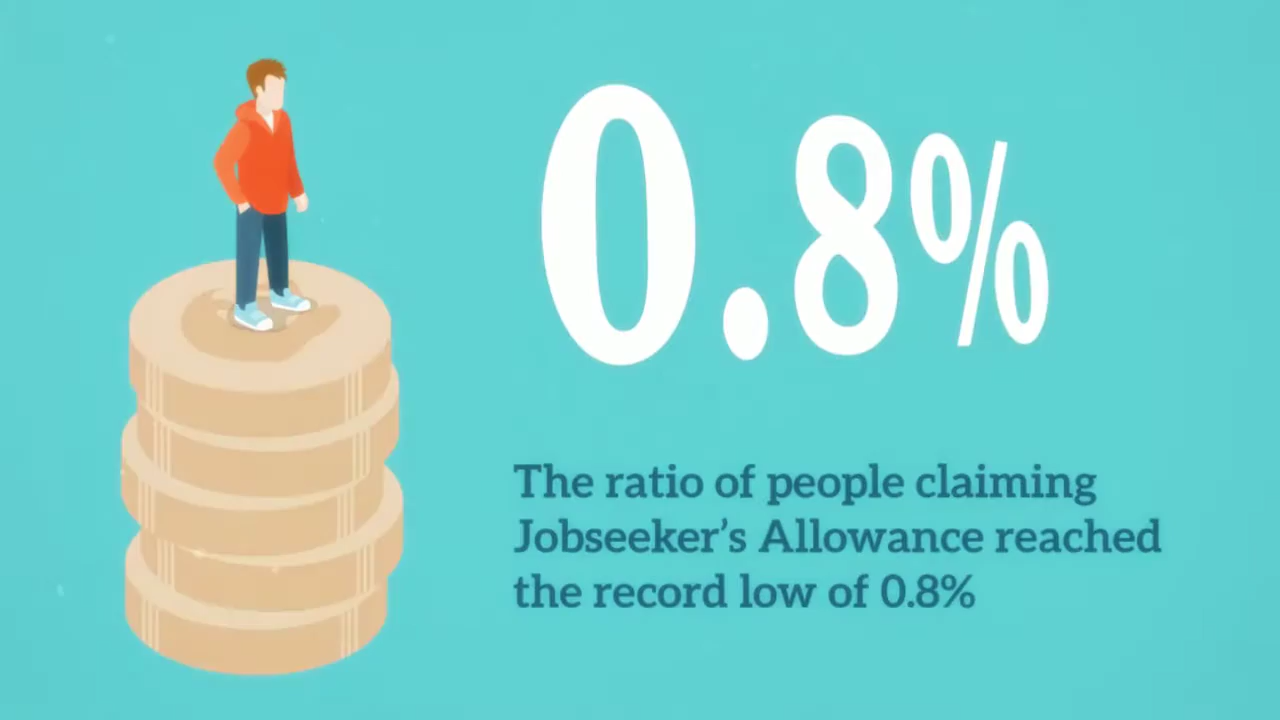 0.8%
The ratio of people claiming
Jobseeker’s Allowance reached
the record low of 0.8%